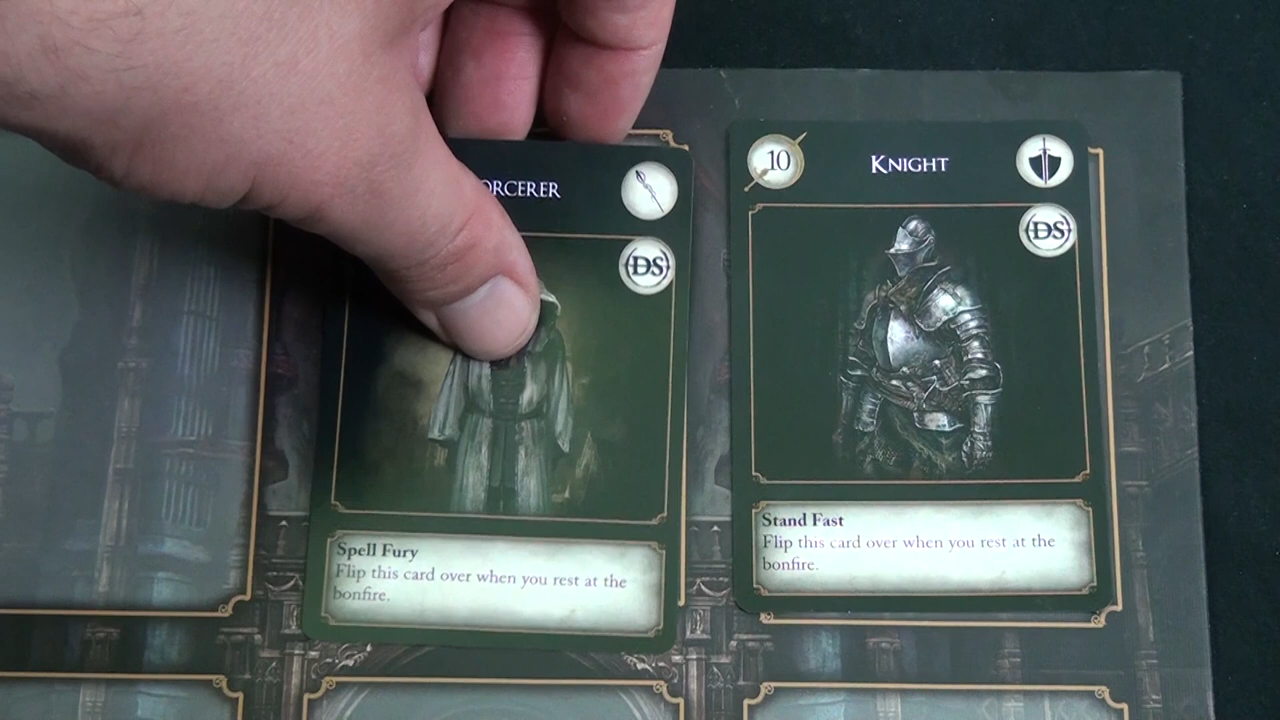 ORCERER
DS
Spell Fury
Flip this card over when you rest at the
bonfire.
10
KNIGHT
DS
Stand Fast
Flip this card over when you rest at the
bonfire.